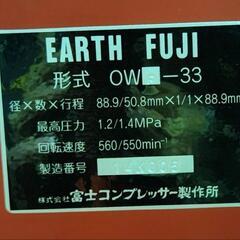 EARTH FUJI
形式 OW -33
径×数×行程 88.9/50.8mm×1/1×88.9mm
最高圧力 1.2/1.4MPa
回転速度 560/550min⁻¹
製造番号
株式会社 富士コンプレッサー製作所